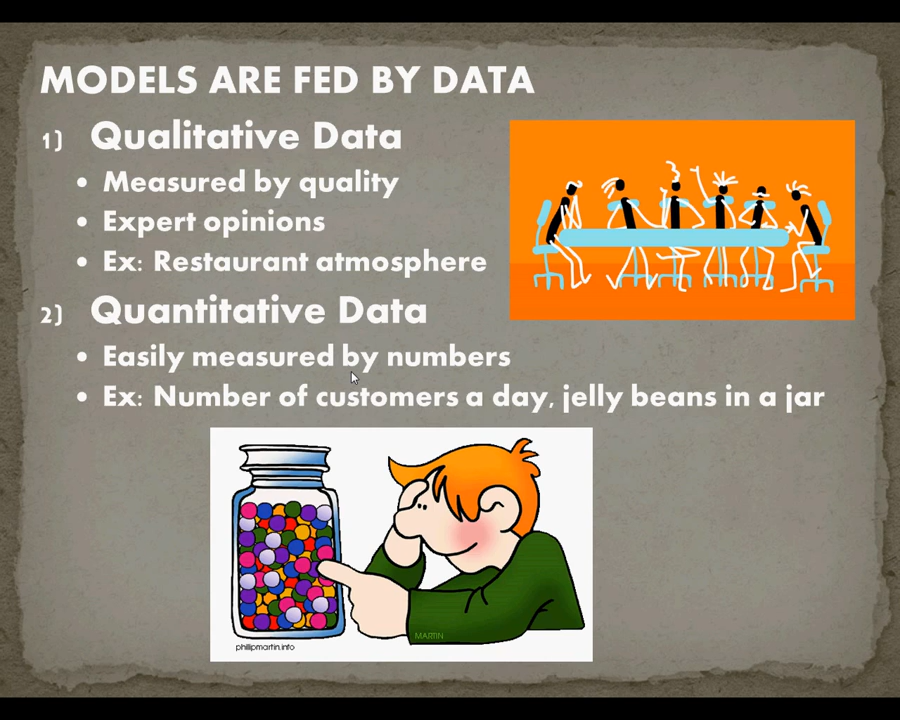 MODELS ARE FED BY DATA
1) Qualitative Data
• Measured by quality
• Expert opinions
• Ex: Restaurant atmosphere
2) Quantitative Data
• Easily measured by numbers
• Ex: Number of customers a day, jelly beans in a jar
MARTIN
phillipmartin.info